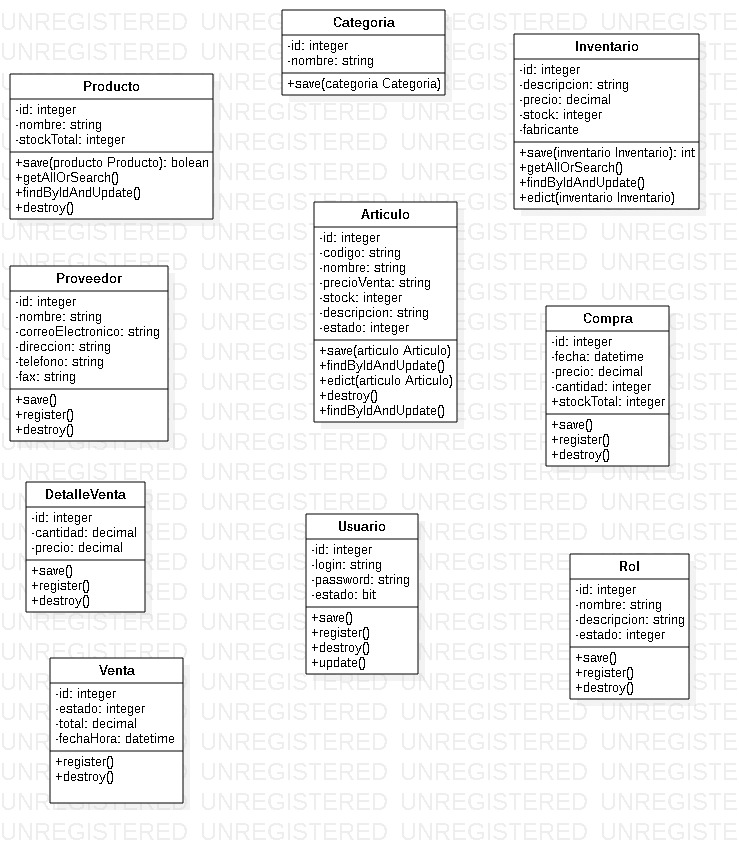 Categoria
-id: integer
-nombre: string
+save(categoria Categoria)
Inventario
-id: integer
-descripcion: string
-precio: decimal
-stock: integer
-fabricante
+save(inventario Inventario): int
+getAllOrSearch()
+findByIdAndUpdate()
+edict(inventario Inventario)
Producto
-id: integer
-nombre: string
-stockTotal: integer
+save(producto Producto): bolean
+getAllOrSearch()
+findByIdAndUpdate()
+destroy()
Articulo
-id: integer
-codigo: string
-nombre: string
-precioVenta: string
-stock: integer
-descripcion: string
-estado: integer
+save(articulo Articulo)
+findByIdAndUpdate()
+edict(articulo Articulo)
+destroy()
+findByIdAndUpdate()
Proveedor
-id: integer
-nombre: string
-correoElectronico: string
-direccion: string
-telefono: string
-fax: string
+save()
+register()
+destroy()
Compra
-id: integer
-fecha: datetime
-precio: decimal
-cantidad: integer
+stockTotal: integer
+save()
+register()
+destroy()
DetalleVenta
-id: integer
-cantidad: decimal
-precio: decimal
+save()
+register()
+destroy()
Usuario
-id: integer
-login: string
-password: string
-estado: bit
+save()
+register()
+destroy()
+update()
Rol
-id: integer
-nombre: string
-descripcion: string
-estado: integer
+save()
+register()
+destroy()
Venta
-id: integer
-estado: integer
-total: decimal
-fechaHora: datetime
+register()
+destroy()
UNREGISTERED